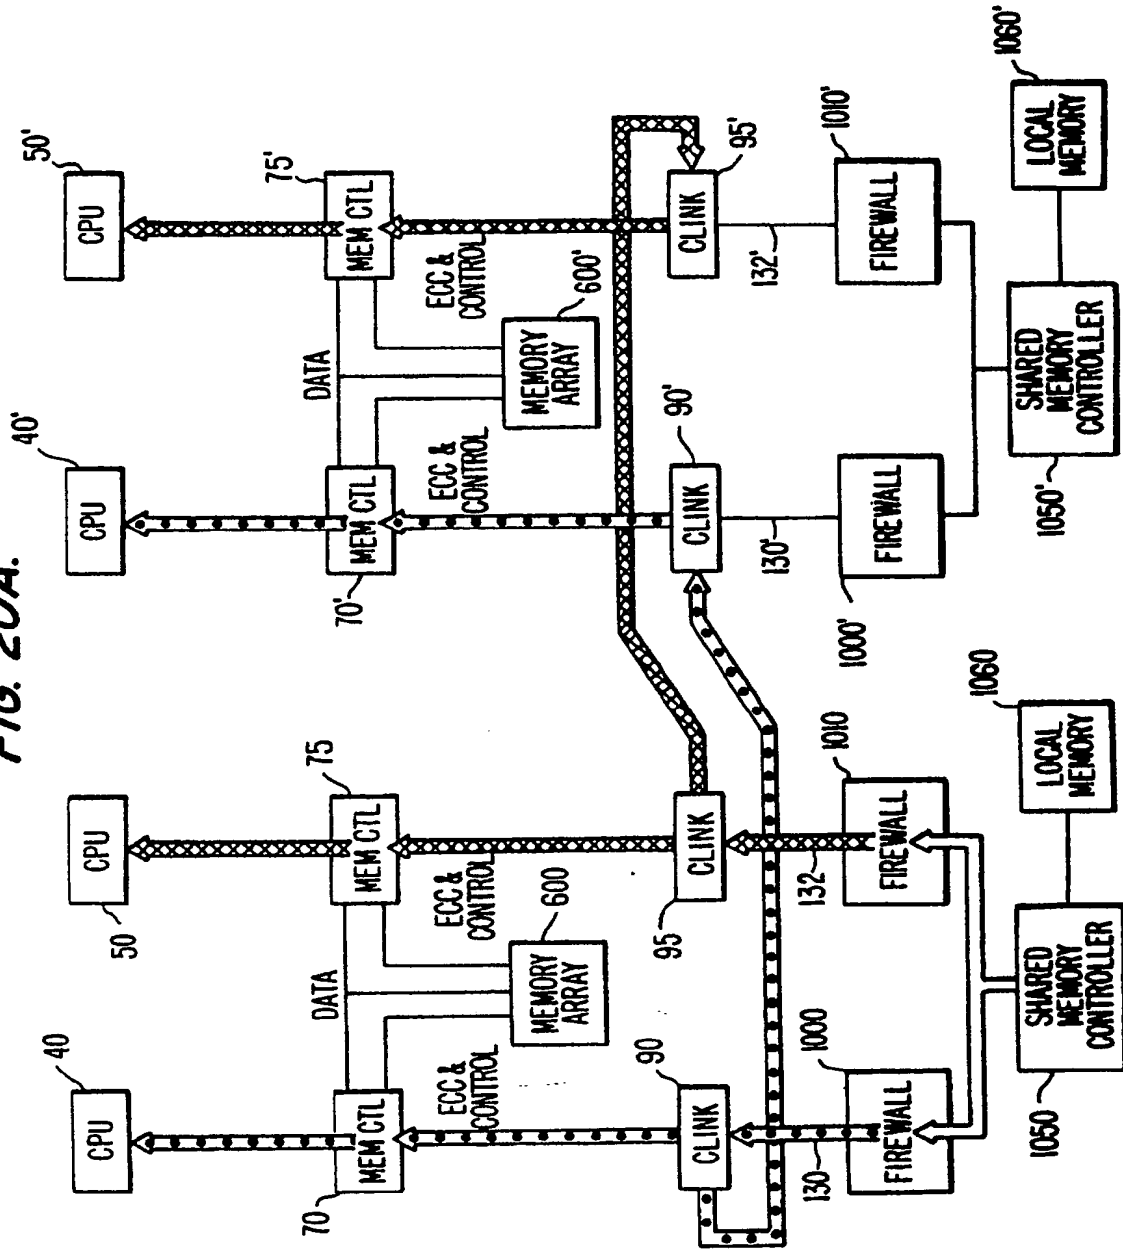 FIG. 20A.
40
CPU
50
CPU
40'
CPU
50'
CPU
70
MEM CTL
DATA
75
MEM CTL
70'
MEM CTL
DATA
75'
MEM CTL
ECC &
CONTROL
ECC &
CONTROL
ECC &
CONTROL
ECC &
CONTROL
600
MEMORY
ARRAY
600'
MEMORY
ARRAY
90
CLINK
95
CLINK
90'
CLINK
95'
CLINK
130
132
130'
132'
1000
FIREWALL
1010
FIREWALL
1000'
FIREWALL
1010'
FIREWALL
1050
SHARED
MEMORY
CONTROLLER
1060
LOCAL
MEMORY
1050'
SHARED
MEMORY
CONTROLLER
1060'
LOCAL
MEMORY